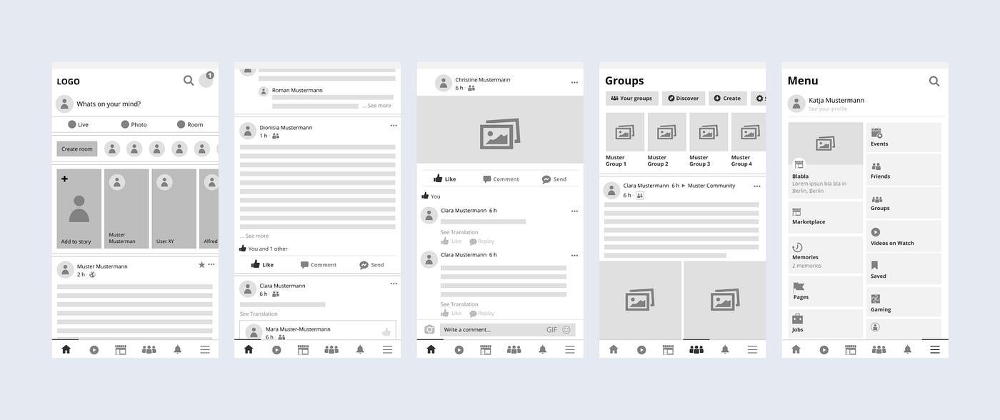 LOGO
1
Whats on your mind?
Live
Photo
Room
Create room
Add to story
Muster
Musterman
User XY
Alfred
Muster Mustermann
2 h ·
Roman Mustermann
... See more
Dionisia Mustermann
1 h ·
... See more
You and 1 other
Like
Comment
Send
Clara Mustermann
6 h ·
See Translation
Mara Muster-Mustermann
6 h ·
Christine Mustermann
6 h ·
Like
Comment
Send
You
Clara Mustermann 6 h
See Translation
Like
Replay
Clara Mustermann 6 h
See Translation
Like
Replay
Write a comment...
GIF
Groups
Your groups
Discover
Create
Muster
Group 1
Muster
Group 2
Muster
Group 3
Muster
Group 4
Clara Mustermann 6 h ▶ Muster Community
6 h ·
Menu
Katja Mustermann
See your profile
Blabla
Lorem ipsum bla bla in
Berlin, Berlin
Marketplace
Memories
2 memories
Pages
Jobs
Events
Friends
Groups
Videos on Watch
Saved
Gaming